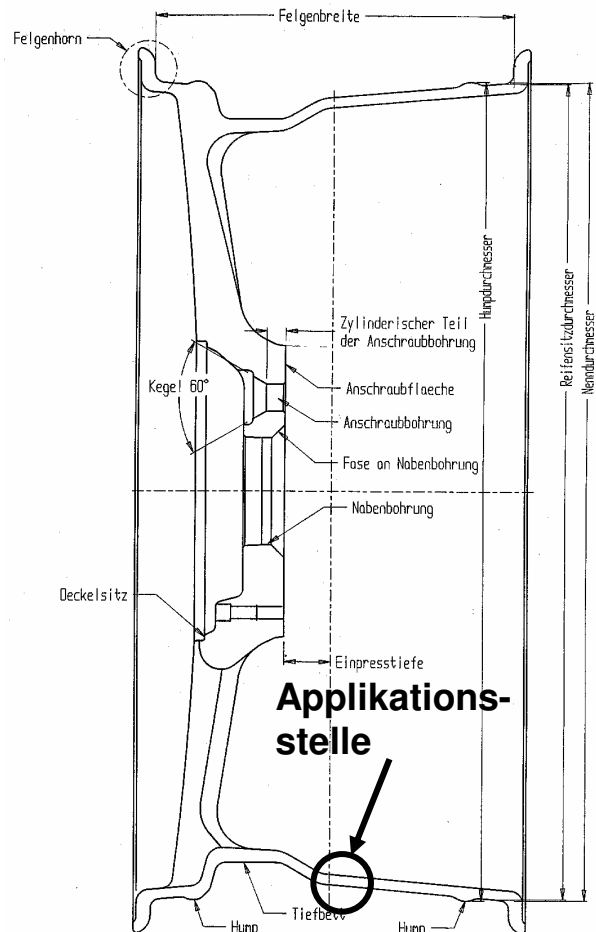 Felgenbreite
Felgenhorn
Humpdurchmesser
Reifensitzdurchmesser
Nenndurchmesser
Zylinderischer Teil
der Anschraubbohrung
Kegel 60°
Anschraubflaeche
Anschraubbohrung
Fase an Nabenbohrung
Nabenbohrung
Deckelsitz
Einpresstiefe
Applikations-
stelle
Tiefbett
Hump
Hump